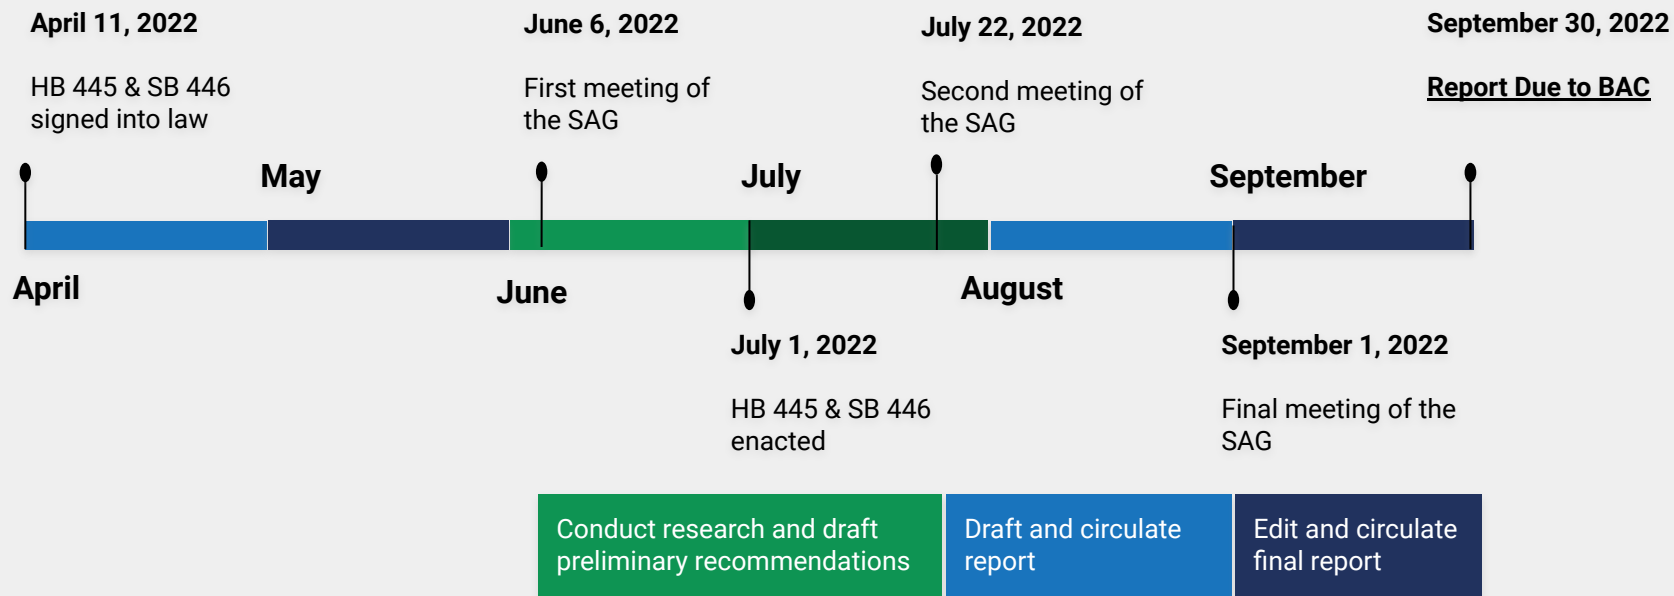 April 11, 2022
HB 445 & SB 446
signed into law
June 6, 2022
First meeting of
the SAG
July 22, 2022
Second meeting of
the SAG
September 30, 2022
Report Due to BAC
May
July
September
April
June
August
July 1, 2022
HB 445 & SB 446
enacted
September 1, 2022
Final meeting of the
SAG
Conduct research and draft
preliminary recommendations
Draft and circulate
report
Edit and circulate
final report